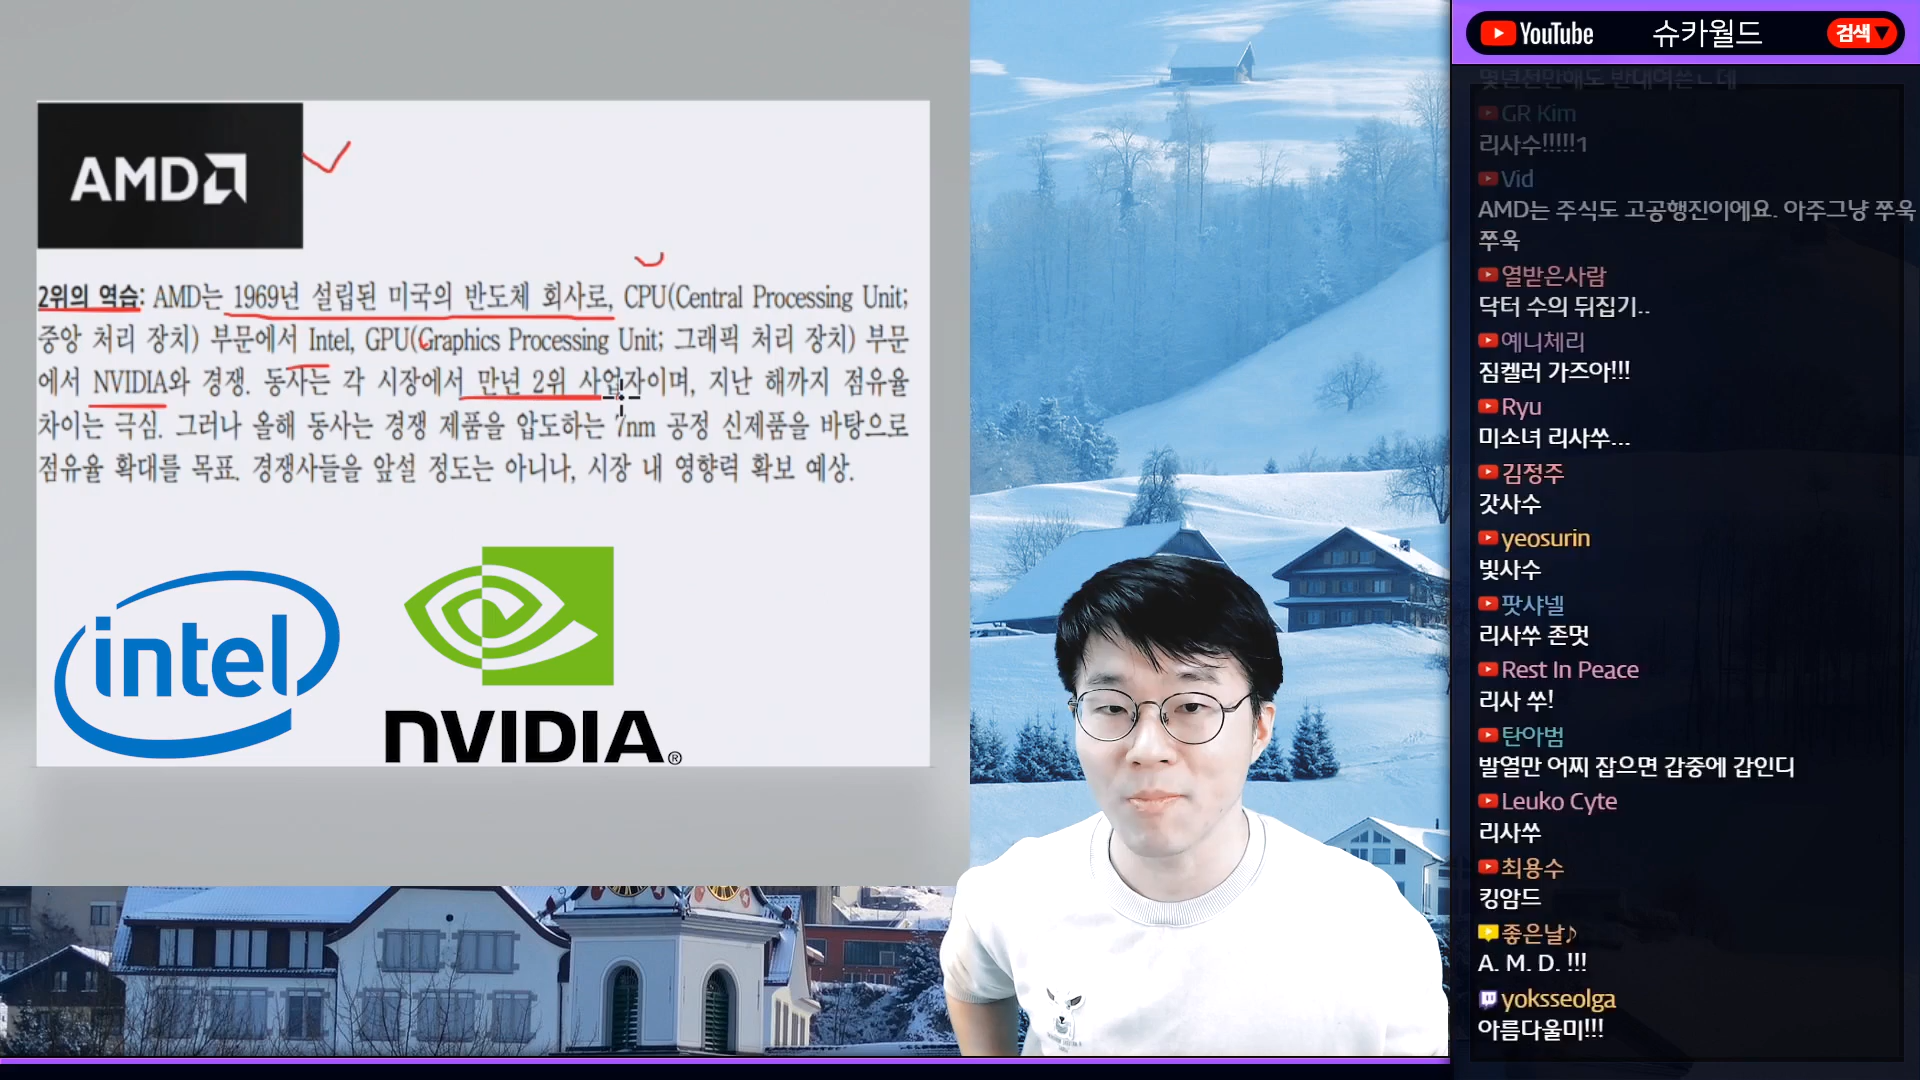 AMD
2위의 역습: AMD는 1969년 설립된 미국의 반도체 회사로, CPU(Central Processing Unit;
중앙 처리 장치) 부문에서 Intel, GPU(Graphics Processing Unit; 그래픽 처리 장치) 부문
에서 NVIDIA와 경쟁. 동사는 각 시장에서 만년 2위 사업자이며, 지난 해까지 점유율
차이는 극심. 그러나 올해 동사는 경쟁 제품을 압도하는 7nm 공정 신제품을 바탕으로
점유율 확대를 목표. 경쟁사들을 앞설 정도는 아니나, 시장 내 영향력 확보 예상.
intel
NVIDIA®
YouTube 슈카월드 검색▼
GR Kim
리사수!!!!!1
Vid
AMD는 주식도 고공행진이에요. 아주그냥 쭈욱
쭈욱
열받은사람
닥터 수의 뒤집기..
예니체리
짐켈러 가즈아!!!
Ryu
미소녀 리사쑤...
김정주
갓사수
yeosurin
빛사수
팟샤넬
리사쑤 존멋
Rest In Peace
리사 쑤!
탄아범
발열만 어찌 잡으면 갑중에 갑인디
Leuko Cyte
리사쑤
최용수
킹암드
좋은날♪
A. M. D. !!!
yoksseolga
아름다울미!!!